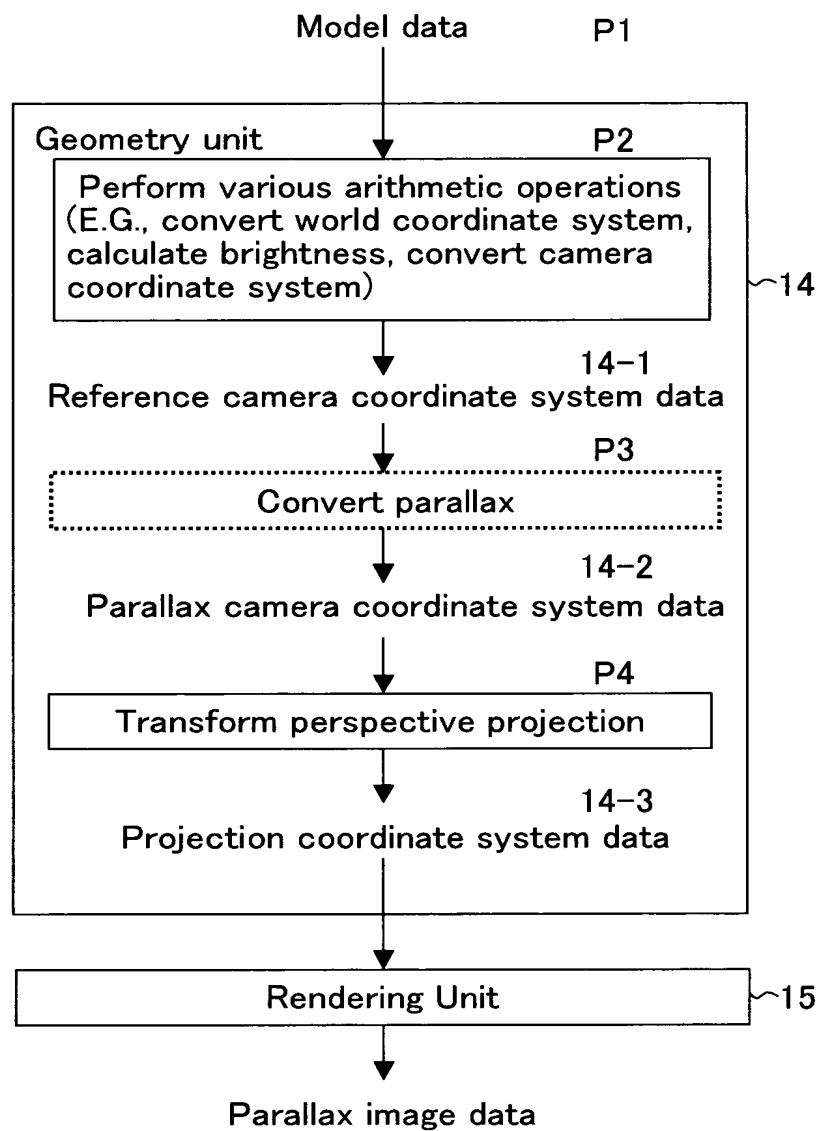 Model data P1
Geometry unit P2
Perform various arithmetic operations
(E.G., convert world coordinate system,
calculate brightness, convert camera
coordinate system)
14
14-1
Reference camera coordinate system data
P3
Convert parallax
14-2
Parallax camera coordinate system data
P4
Transform perspective projection
14-3
Projection coordinate system data
Rendering Unit 15
Parallax image data